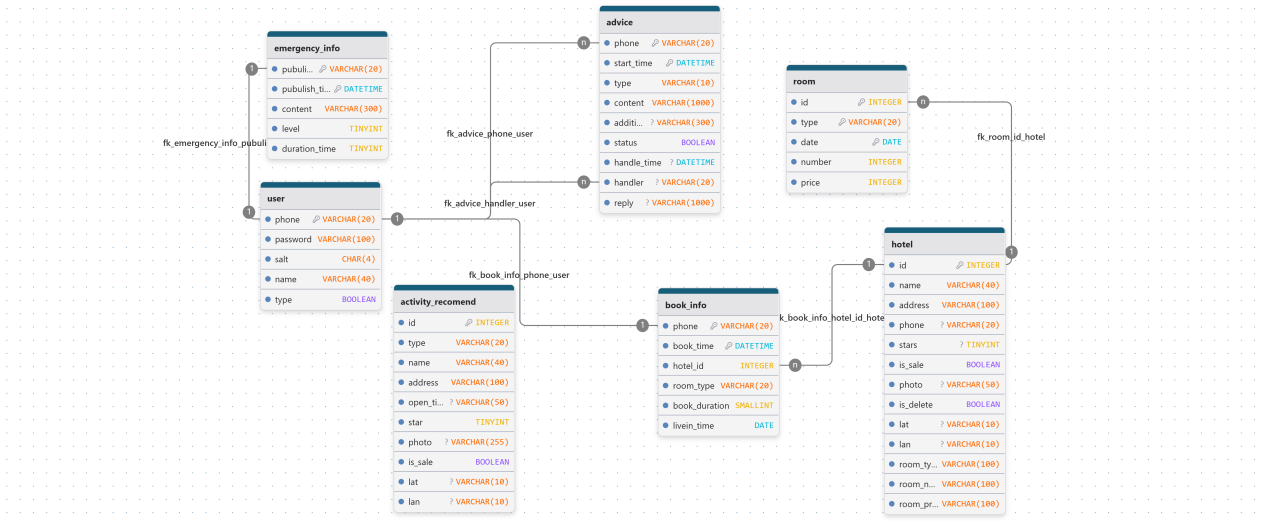 emergency_info
pubuli... VARCHAR(20)
pubulish_ti... DATETIME
content VARCHAR(300)
level TINYINT
duration_time TINYINT
1
1
fk_emergency_info_pubuli
user
phone VARCHAR(20)
password VARCHAR(100)
salt CHAR(4)
name VARCHAR(40)
type BOOLEAN
1
fk_advice_phone_user
fk_advice_handler_user
fk_book_info_phone_user
n
n
advice
phone VARCHAR(20)
start_time DATETIME
type VARCHAR(10)
content VARCHAR(1000)
additi... ? VARCHAR(300)
status BOOLEAN
handle_time ? DATETIME
handler ? VARCHAR(20)
reply ? VARCHAR(1000)
room
id INTEGER
type VARCHAR(20)
date DATE
number INTEGER
price INTEGER
n
fk_room_id_hotel
1
activity_recomend
id INTEGER
type VARCHAR(20)
name VARCHAR(40)
address VARCHAR(100)
open_ti... ? VARCHAR(50)
star TINYINT
photo ? VARCHAR(255)
is_sale BOOLEAN
lat ? VARCHAR(10)
lan ? VARCHAR(10)
1
book_info
phone VARCHAR(20)
book_time DATETIME
hotel_id INTEGER
room_type VARCHAR(20)
book_duration SMALLINT
livein_time DATE
n
k_book_info_hotel_id_hote
1
hotel
id INTEGER
name VARCHAR(40)
address VARCHAR(100)
phone ? VARCHAR(20)
stars ? TINYINT
is_sale BOOLEAN
photo ? VARCHAR(50)
is_delete BOOLEAN
lat ? VARCHAR(10)
lan ? VARCHAR(10)
room_ty... VARCHAR(100)
room_n... VARCHAR(100)
room_pr... VARCHAR(100)